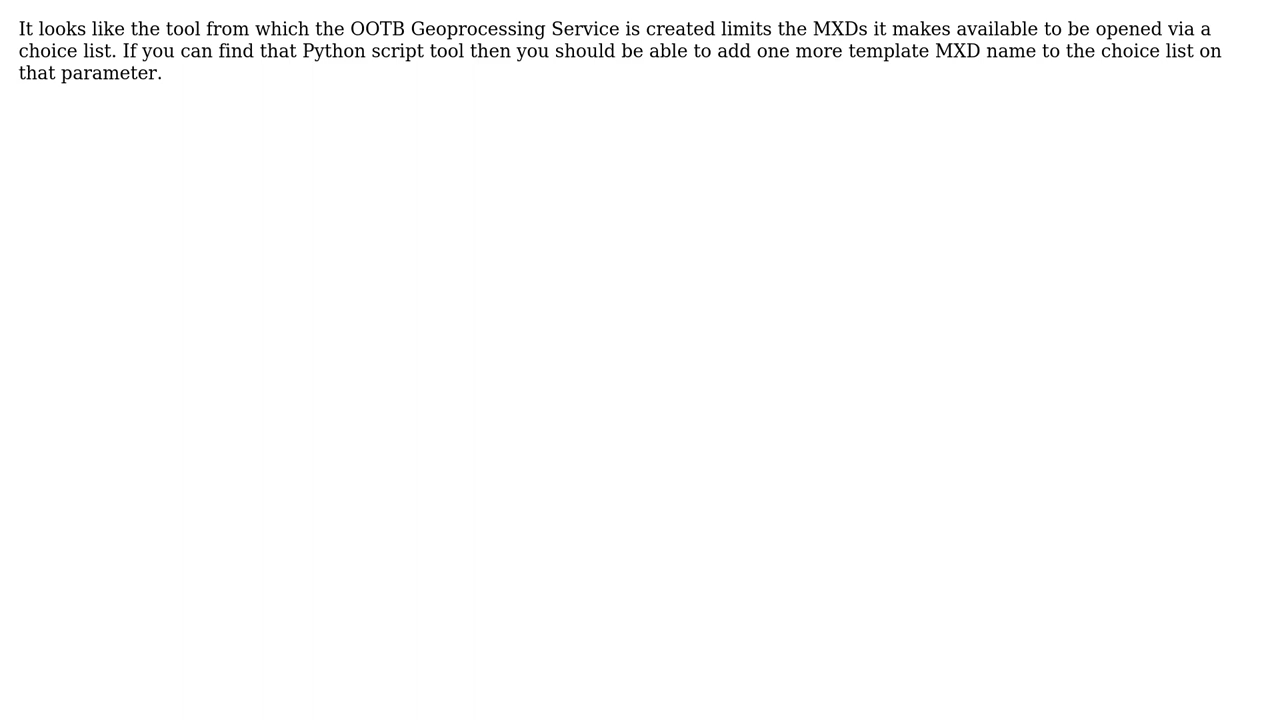 It looks like the tool from which the OOTB Geoprocessing Service is created limits the MXDs it makes available to be opened via a
choice list. If you can find that Python script tool then you should be able to add one more template MXD name to the choice list on
that parameter.